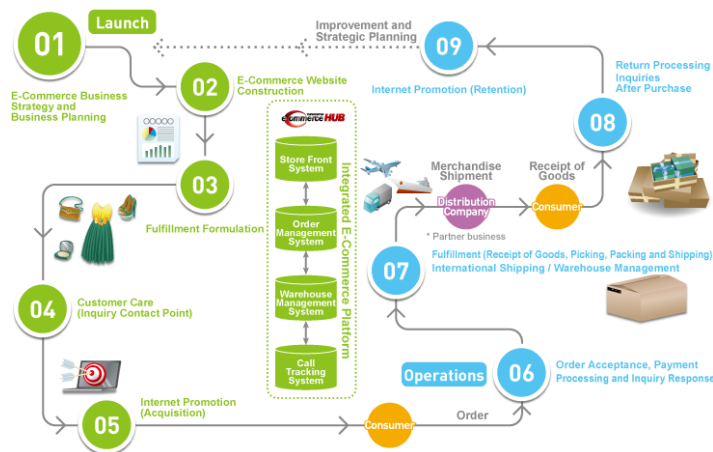 01
Launch
E-Commerce Business
Strategy and
Business Planning
02
E-Commerce Website
Construction
03
Fulfillment Formulation
04
Customer Care
(Inquiry Contact Point)
05
Internet Promotion
(Acquisition)
eCommerce HUB
Store Front
System
Order
Management
System
Warehouse
Management
System
Call
Tracking
System
Integrated E-Commerce Platform
Consumer
Order
Operations
06
Order Acceptance, Payment
Processing and Inquiry Response
07
Fulfillment (Receipt of Goods, Picking, Packing and Shipping)
International Shipping / Warehouse Management
Merchandise
Shipment
Distribution
Company
* Partner business
Receipt of
Goods
Consumer
08
Return Processing
Inquiries
After Purchase
09
Internet Promotion (Retention)
Improvement and
Strategic Planning